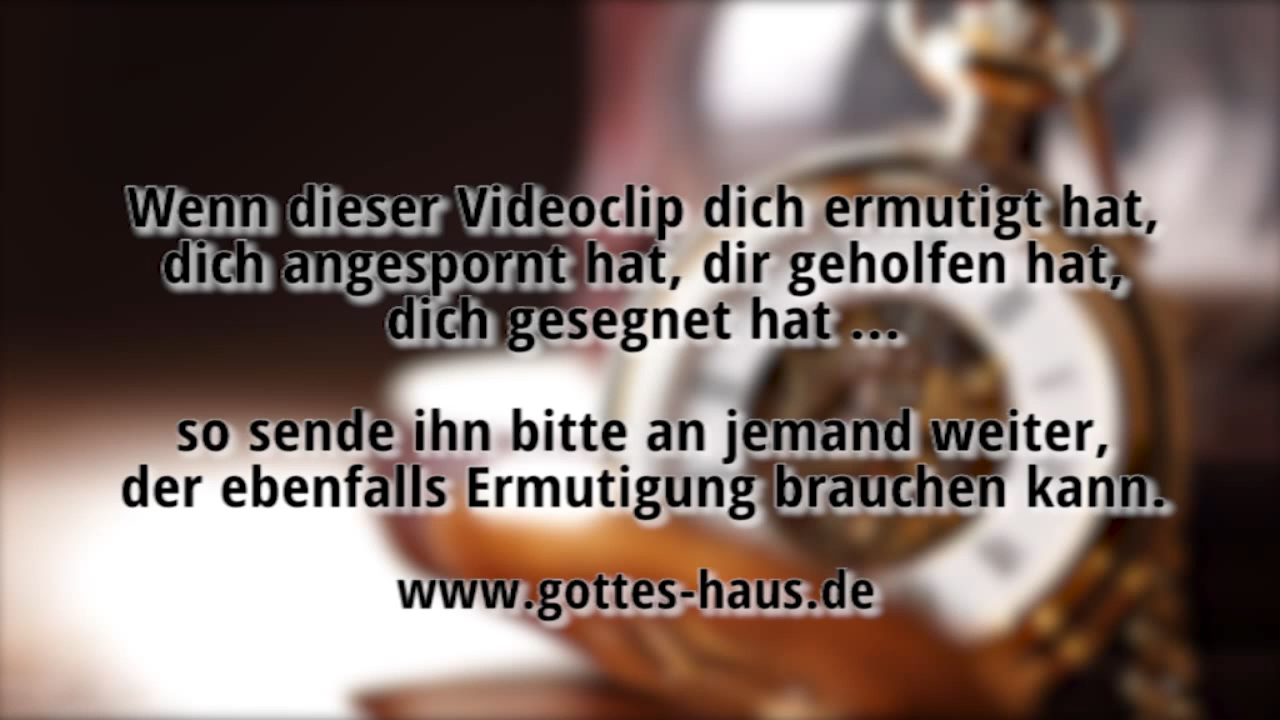 Wenn dieser Videoclip dich ermutigt hat,
dich angespornt hat, dir geholfen hat,
dich gesegnet hat ...
so sende ihn bitte an jemand weiter,
der ebenfalls Ermutigung brauchen kann.
www.gottes-haus.de